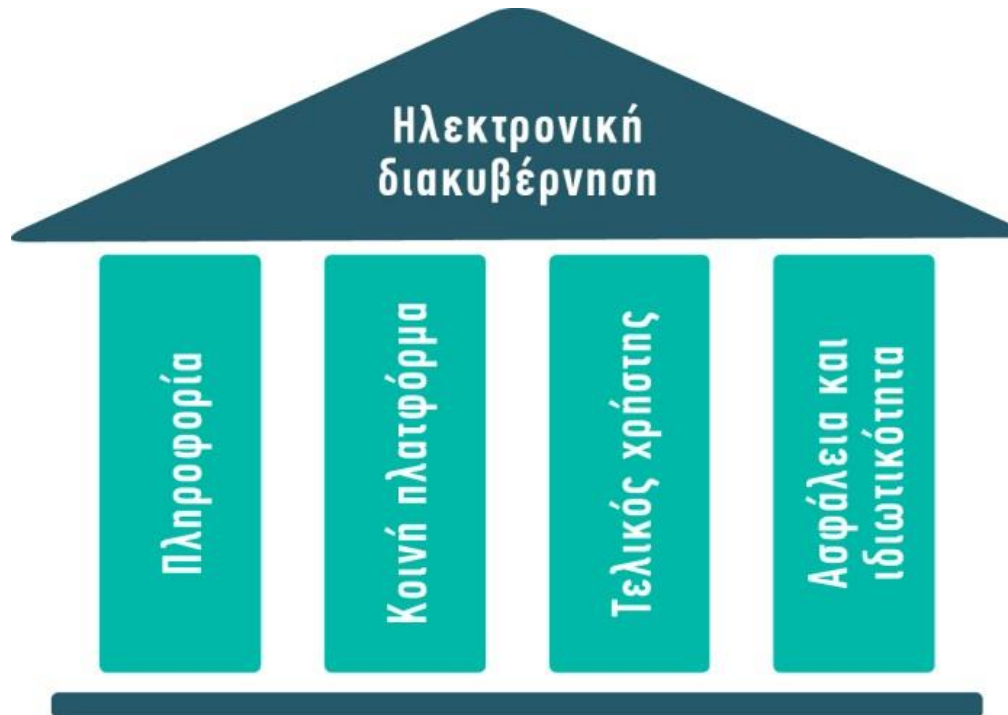 Ηλεκτρονική
διακυβέρνηση
Πληροφορία
Κοινή πλατφόρμα
Τελικός χρήστης
Ασφάλεια και
ιδιωτικότητα